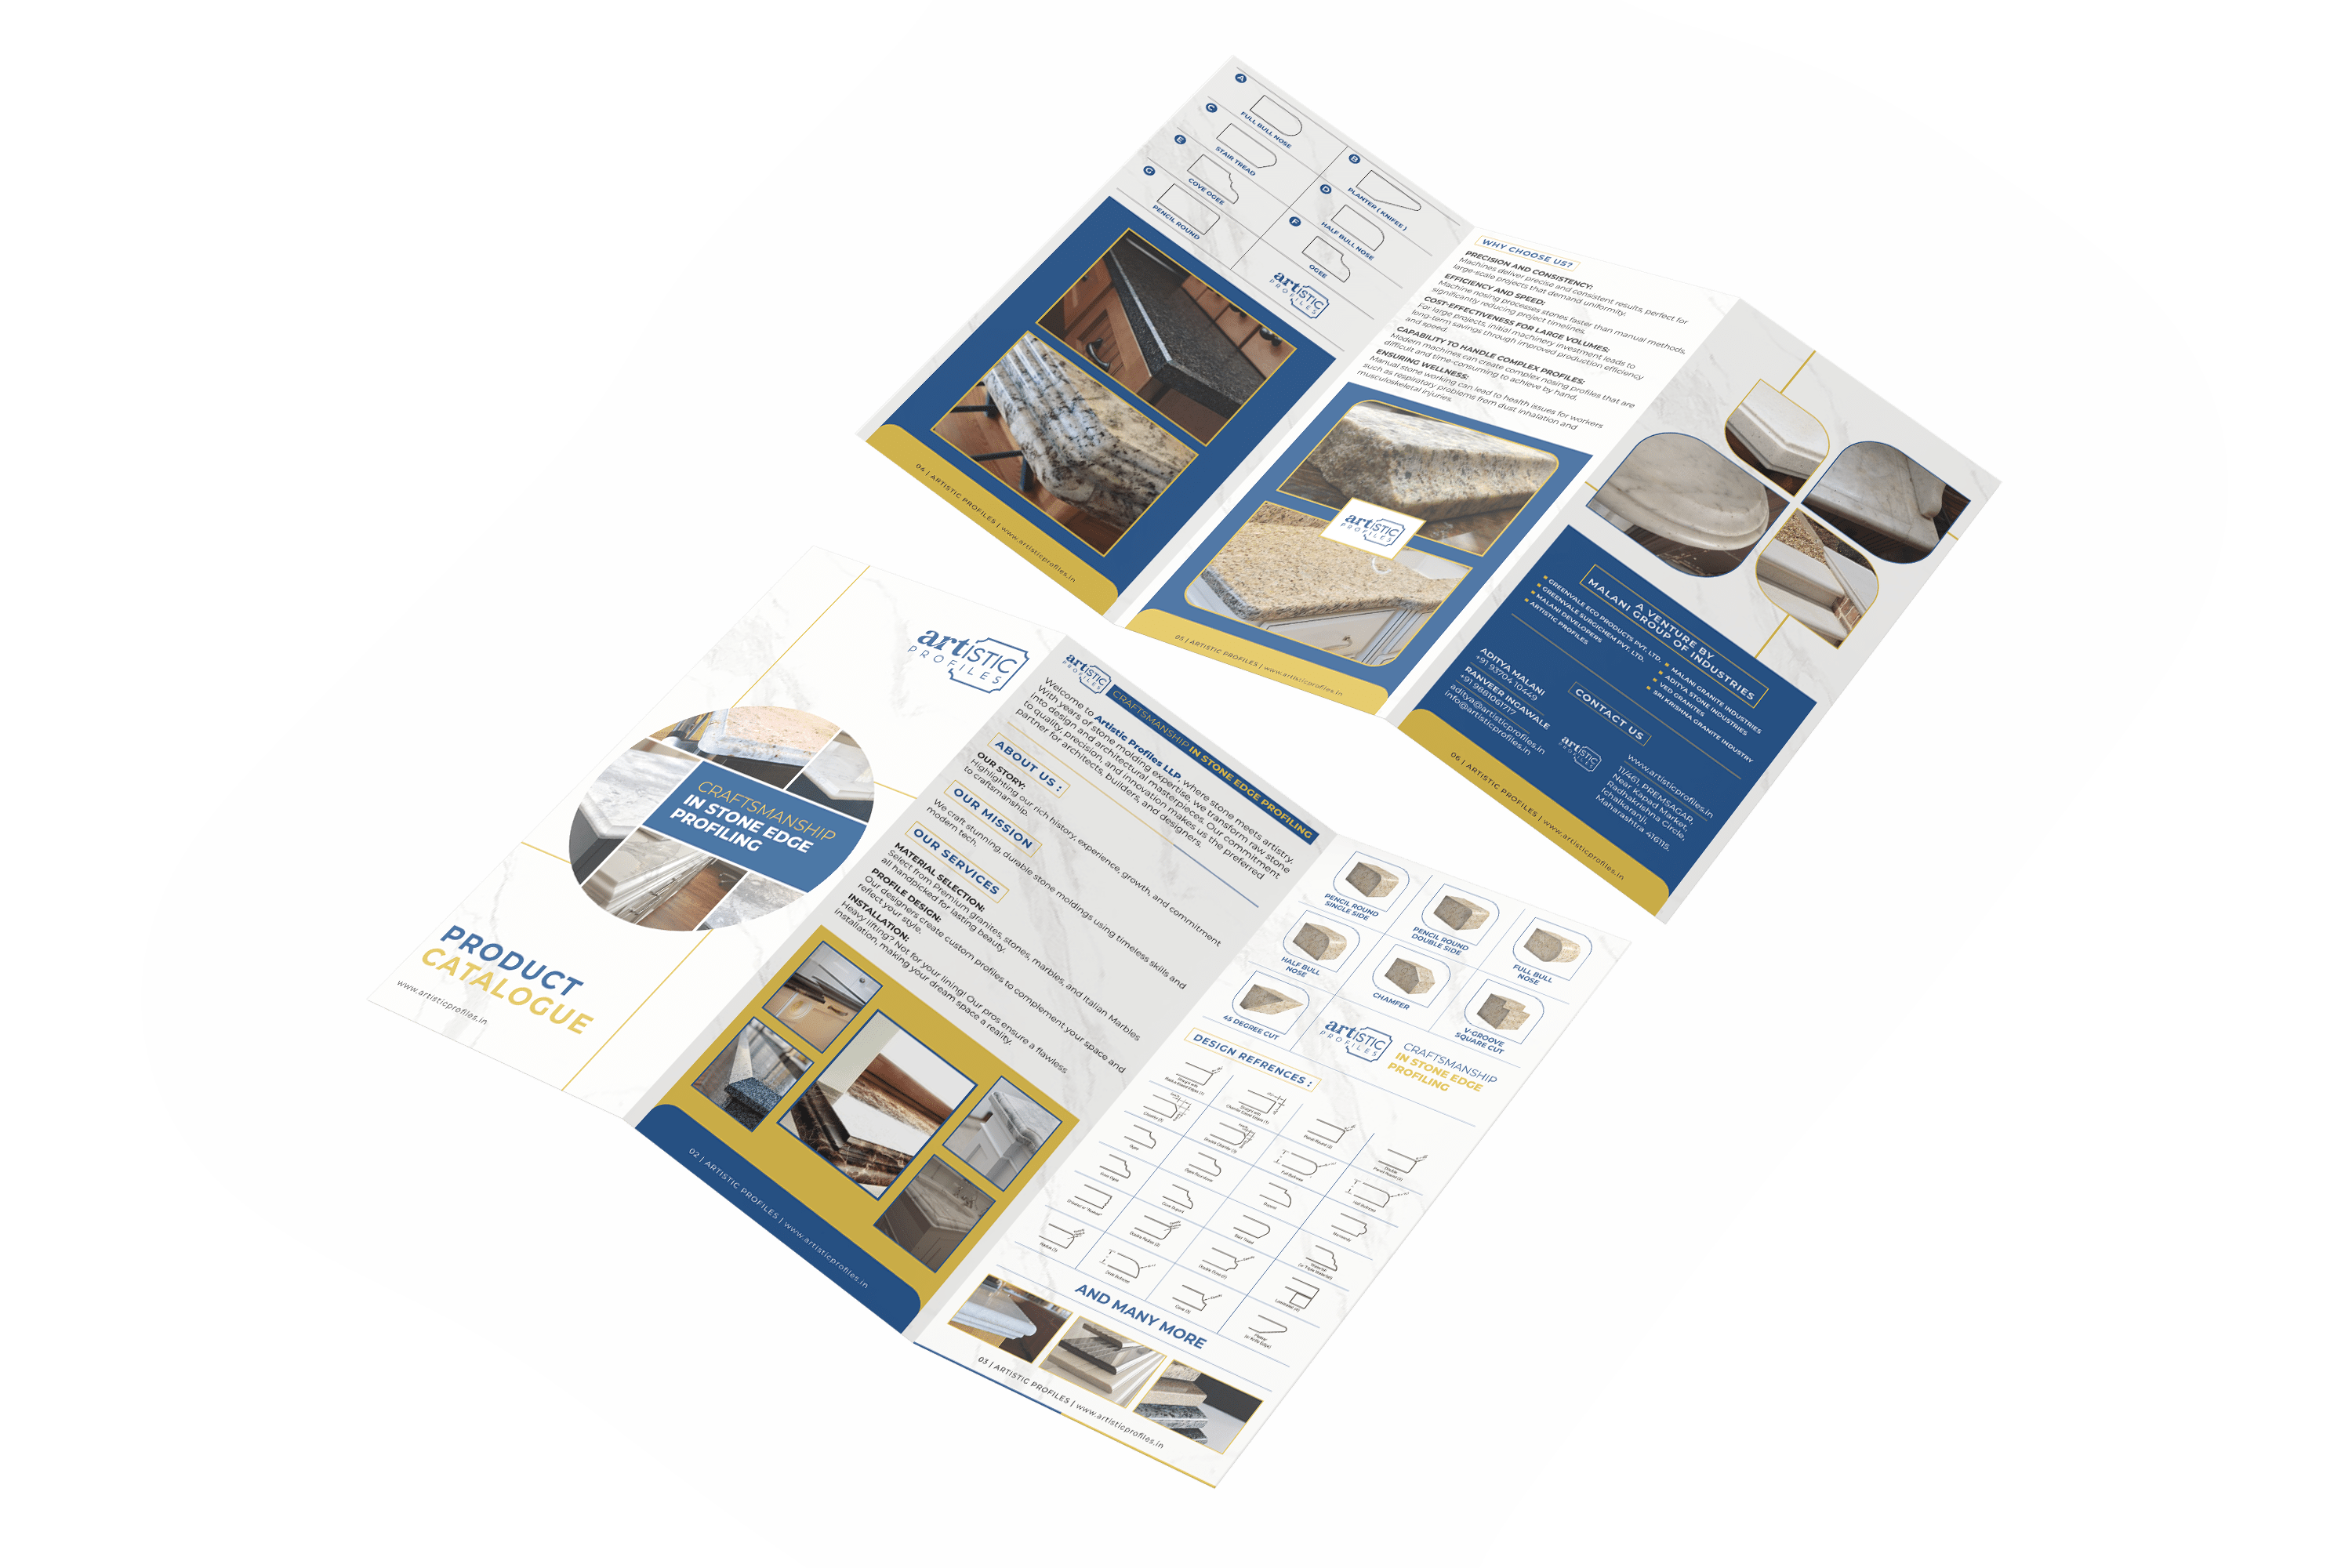 artISTIC
PROFILES
CRAFTSMANSHIP
IN STONE EDGE
PROFILING
PRODUCT
CATALOGUE
www.artisticprofiles.in
artISTIC
PROFILES
CRAFTSMANSHIP IN STONE EDGE PROFILING
Welcome to Artistic Profiles LLP, where stone meets artistry.
With years of stone molding expertise, we transform raw stone
into design and architectural masterpieces. Our commitment
to quality, precision, and innovation makes us the preferred
partner for architects, builders, and designers.
ABOUT US :
OUR STORY:
Highlighting our rich history, experience, growth, and commitment
to craftsmanship.
OUR MISSION
We craft stunning, durable stone moldings using timeless skills and
modern tech.
OUR SERVICES
MATERIAL SELECTION:
Select from Premium granites, stones, marbles, and Italian Marbles
all handpicked for lasting beauty.
PROFILE DESIGN:
Our designers create custom profiles to complement your space and
reflect your style.
INSTALLATION:
Heavy lifting? Not for your lining! Our pros ensure a flawless
installation, making your dream space a reality.
02 | ARTISTIC PROFILES | www.artisticprofiles.in
PENCIL ROUND
SINGLE SIDE
PENCIL ROUND
DOUBLE SIDE
FULL BULL
NOSE
HALF BULL
NOSE
CHAMFER
V-GROOVE
SQUARE CUT
45 DEGREE CUT
artISTIC
PROFILES
CRAFTSMANSHIP
IN STONE EDGE
PROFILING
DESIGN REFRENCES :
AND MANY MORE
03 | ARTISTIC PROFILES | www.artisticprofiles.in
A
FULL BULL NOSE
B
PLANTER ( KNIFEE )
C
STAIR TREAD
D
HALF BULL NOSE
E
COVE OGEE
F
OGEE
G
PENCIL ROUND
artISTIC
PROFILES
04 | ARTISTIC PROFILES | www.artisticprofiles.in
WHY CHOOSE US?
PRECISION AND CONSISTENCY:
Machines deliver precise and consistent results, perfect for
large-scale projects that demand uniformity.
EFFICIENCY AND SPEED:
Machine nosing processes stones faster than manual methods,
significantly reducing project timelines.
COST-EFFECTIVENESS FOR LARGE VOLUMES:
For large projects, initial machinery investment leads to
long-term savings through improved production efficiency
and speed.
CAPABILITY TO HANDLE COMPLEX PROFILES:
Modern machines can create complex nosing profiles that are
difficult and time-consuming to achieve by hand.
ENSURING WELLNESS:
Manual stone working can lead to health issues for workers
such as respiratory problems from dust inhalation and
musculoskeletal injuries.
artISTIC
PROFILES
05 | ARTISTIC PROFILES | www.artisticprofiles.in
A VENTURE BY
MALANI GROUP OF INDUSTRIES
GREENVALE ECO PRODUCTS PVT. LTD.
GREENVALE SURGICHEM PVT. LTD.
MALANI DEVELOPERS
ARTISTIC PROFILES
MALANI GRANITE INDUSTRIES
ADITYA STONE INDUSTRIES
VED GRANITES
SRI KRISHNA GRANITE INDUSTRY
CONTACT US
ADITYA MALANI
+91 93704 10449
RANVEER INGAWALE
+91 9881061717
aditya@artisticprofiles.in
info@artisticprofiles.in
artISTIC
PROFILES
www.artisticprofiles.in
11/461, PREMSAGAR,
Near Kapad Market,
Radhakrishna Circle,
Ichalkaranji,
Maharashtra 416115.
06 | ARTISTIC PROFILES | www.artisticprofiles.in